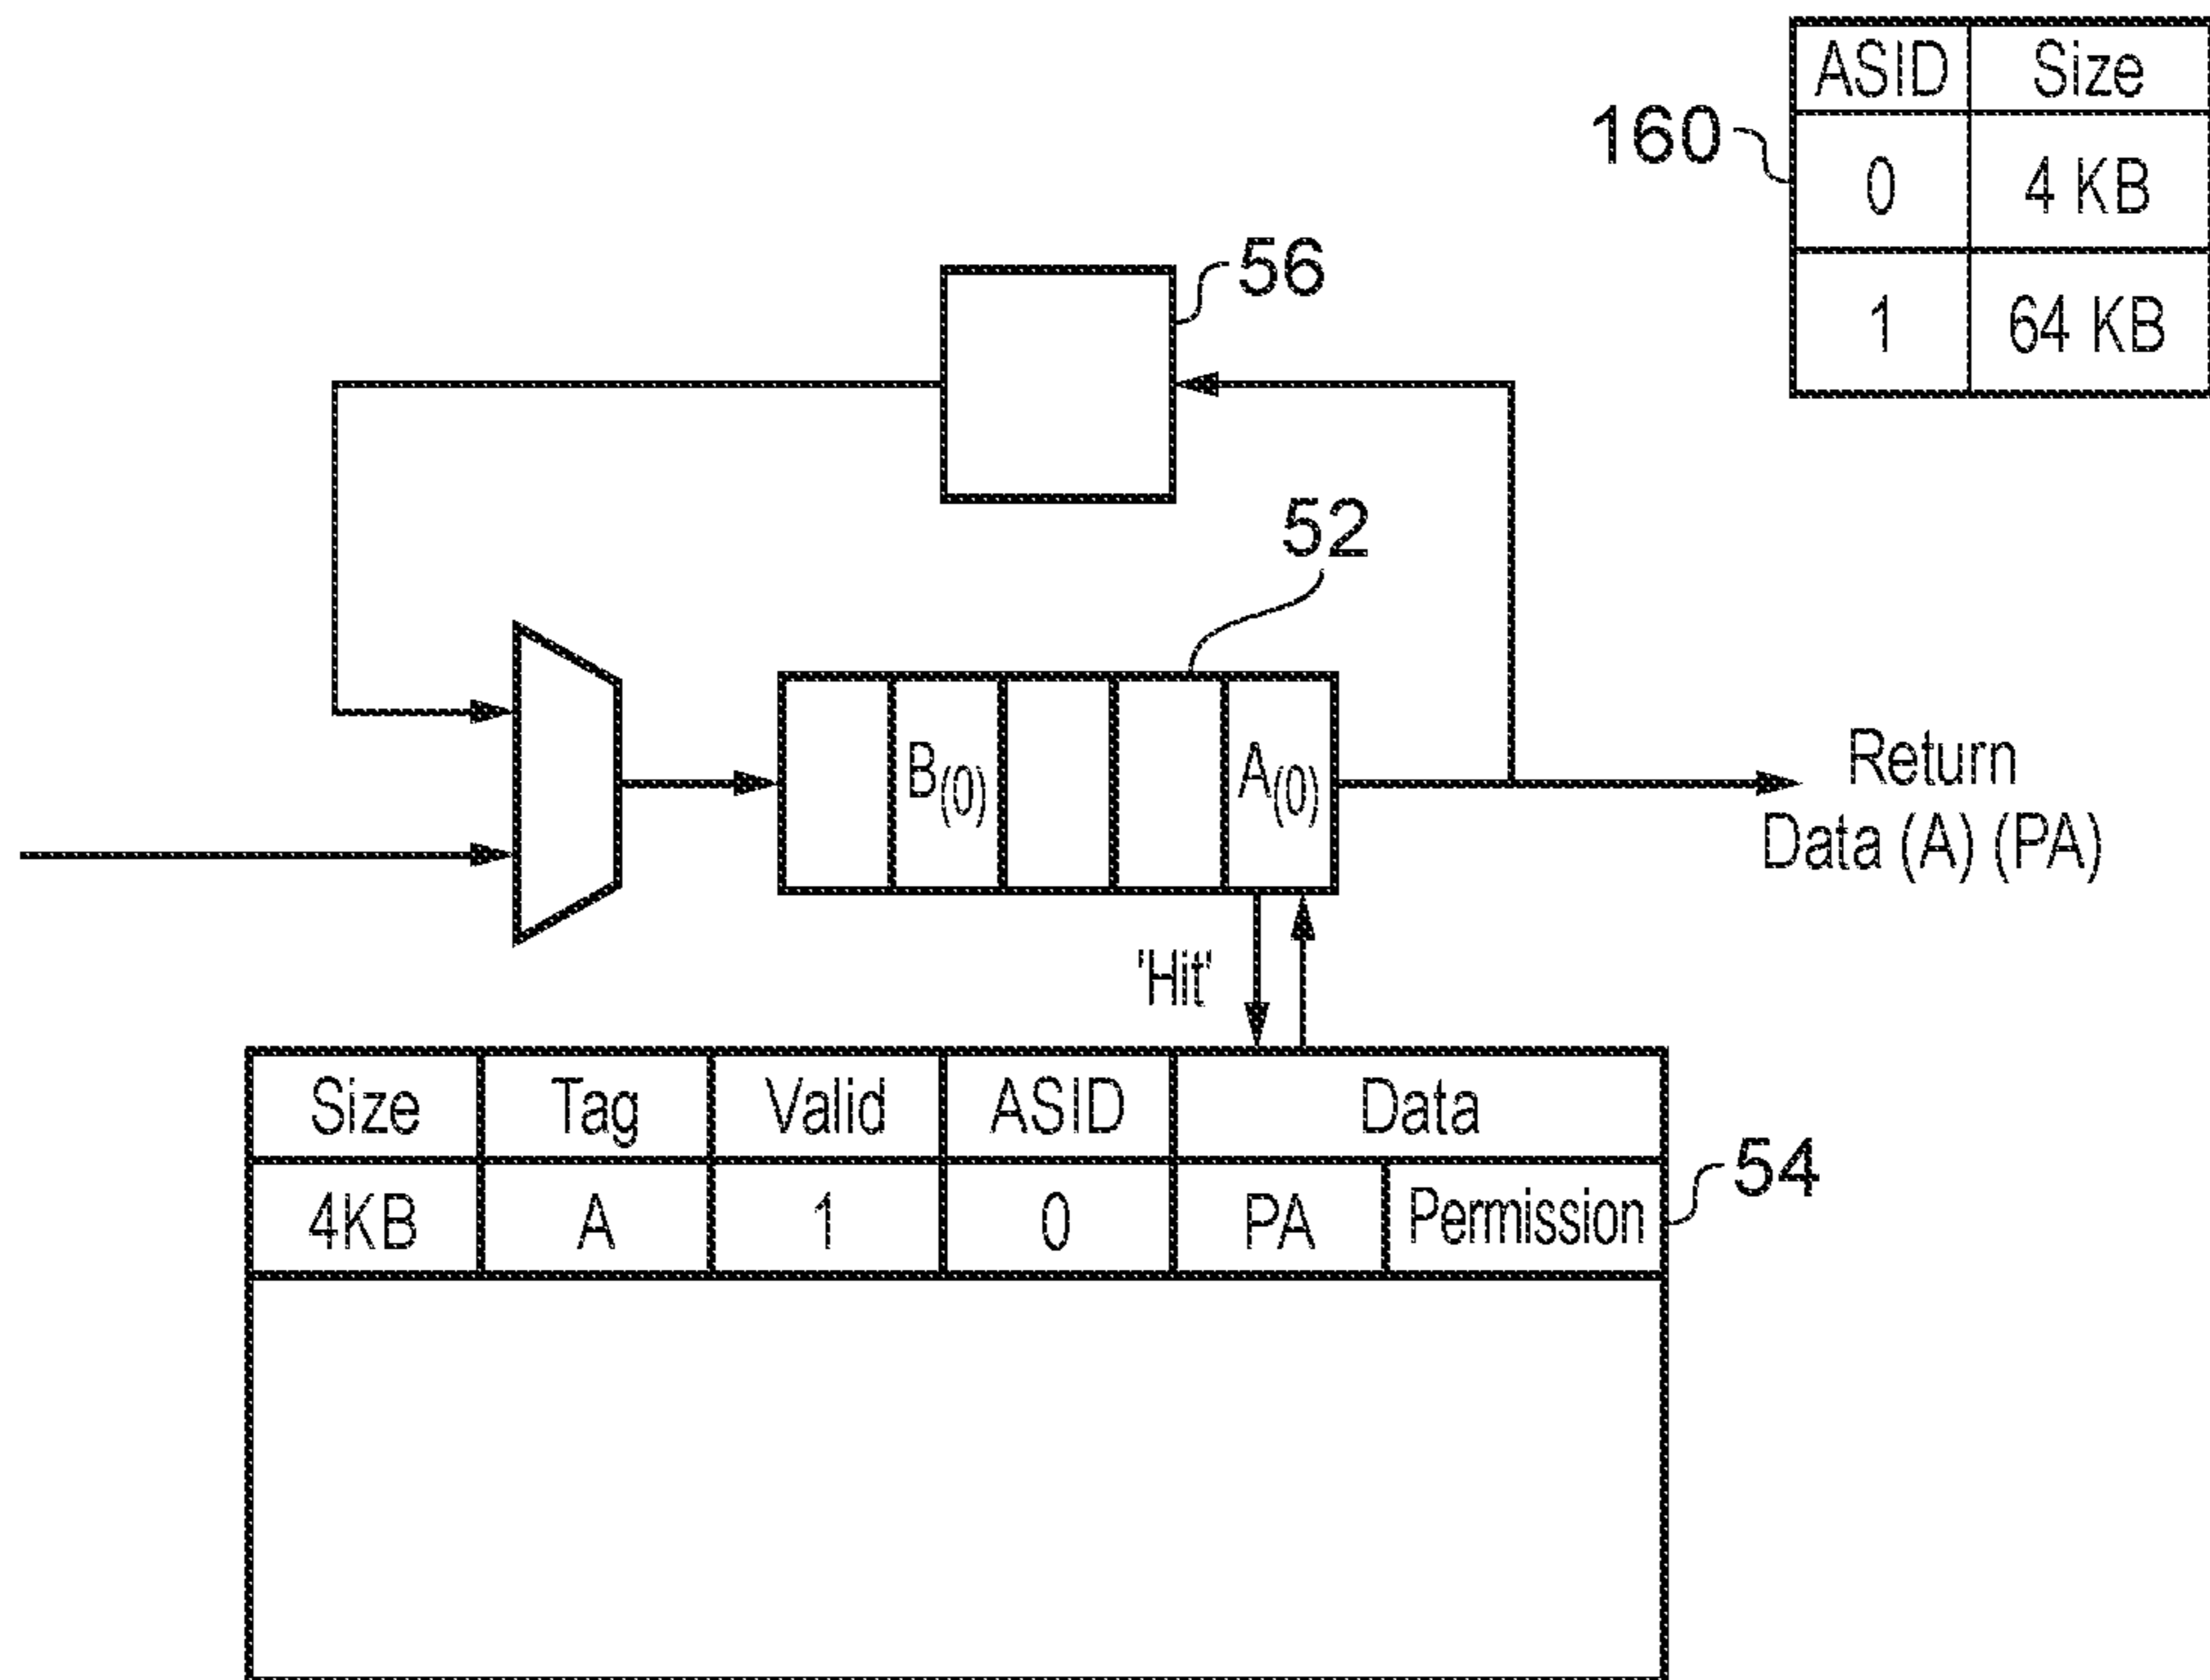 ASID Size
160
0 4 KB
1 64 KB
56
52
B(0) A(0)
Return
Data (A) (PA)
'Hit'
Size Tag Valid ASID Data
54
4KB A 1 0 PA Permission